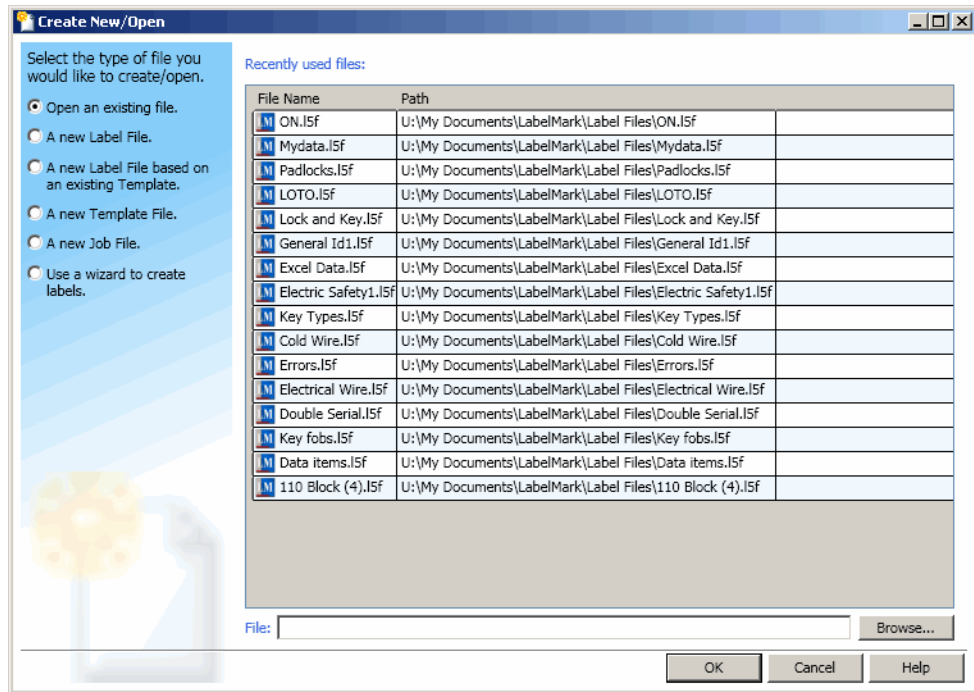 Create New/Open
Select the type of file you
would like to create/open.
Open an existing file.
A new Label File.
A new Label File based on
an existing Template.
A new Template File.
A new Job File.
Use a wizard to create
labels.
Recently used files:
File Name Path
ON.l5f U:\My Documents\LabelMark\Label Files\ON.l5f
Mydata.l5f U:\My Documents\LabelMark\Label Files\Mydata.l5f
Padlocks.l5f U:\My Documents\LabelMark\Label Files\Padlocks.l5f
LOTO.l5f U:\My Documents\LabelMark\Label Files\LOTO.l5f
Lock and Key.l5f U:\My Documents\LabelMark\Label Files\Lock and Key.l5f
General Id1.l5f U:\My Documents\LabelMark\Label Files\General Id1.l5f
Excel Data.l5f U:\My Documents\LabelMark\Label Files\Excel Data.l5f
Electric Safety1.l5f U:\My Documents\LabelMark\Label Files\Electric Safety1.l5f
Key Types.l5f U:\My Documents\LabelMark\Label Files\Key Types.l5f
Cold Wire.l5f U:\My Documents\LabelMark\Label Files\Cold Wire.l5f
Errors.l5f U:\My Documents\LabelMark\Label Files\Errors.l5f
Electrical Wire.l5f U:\My Documents\LabelMark\Label Files\Electrical Wire.l5f
Double Serial.l5f U:\My Documents\LabelMark\Label Files\Double Serial.l5f
Key fobs.l5f U:\My Documents\LabelMark\Label Files\Key fobs.l5f
Data items.l5f U:\My Documents\LabelMark\Label Files\Data items.l5f
110 Block (4).l5f U:\My Documents\LabelMark\Label Files\110 Block (4).l5f
File: Browse...
OK Cancel Help